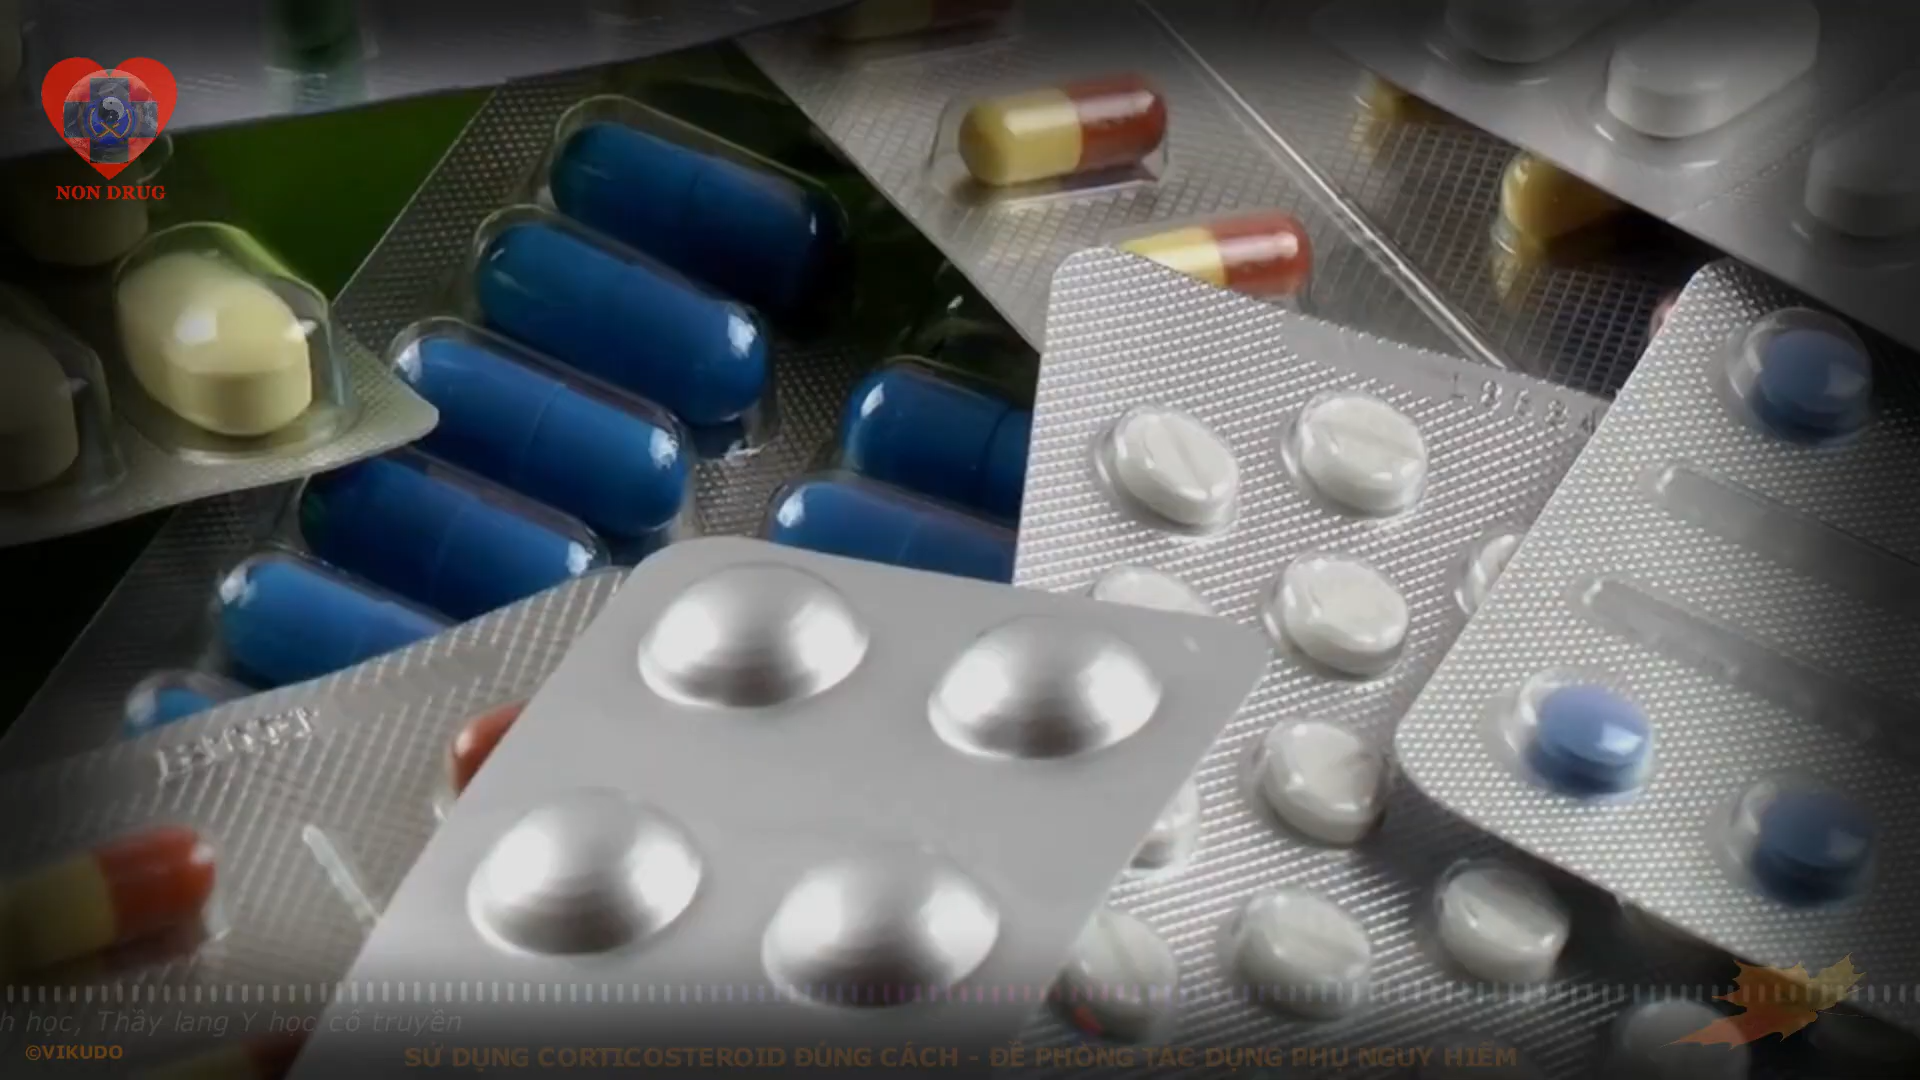 NON DRUG
h học, Thầy lang Y học cổ truyền
©VIKUDO
SỬ DỤNG CORTICOSTEROID ĐÚNG CÁCH - ĐỀ PHÒNG TÁC DỤNG PHỤ NGUY HIỂM